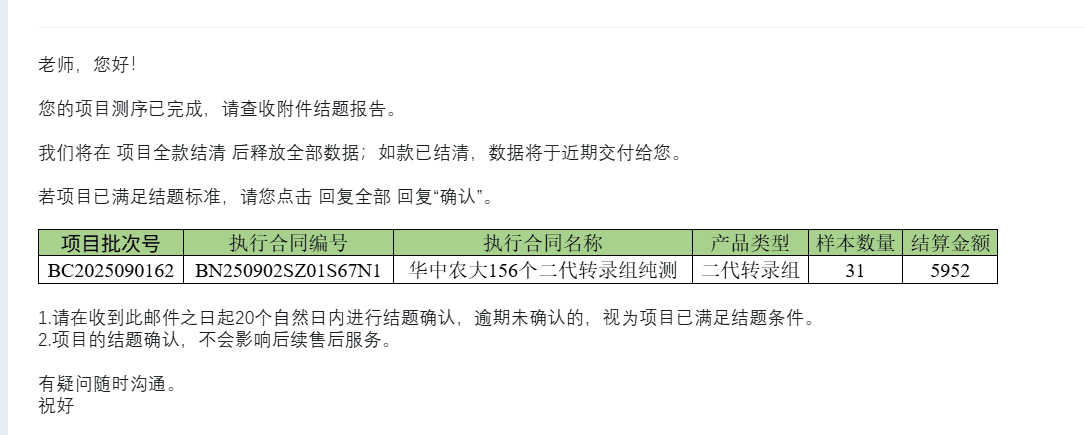 老师，您好！
您的项目测序已完成，请查收附件结题报告。
我们将在 项目全款结清 后释放全部数据；如款已结清，数据将于近期交付给您。
若项目已满足结题标准，请您点击 回复全部 回复“确认”。
项目批次号 执行合同编号 执行合同名称 产品类型 样本数量 结算金额
BC2025090162 BN250902SZ01S67N1 华中农大156个二代转录组纯测 二代转录组 31 5952
1.请在收到此邮件之日起20个自然日内进行结题确认，逾期未确认的，视为项目已满足结题条件。
2.项目的结题确认，不会影响后续售后服务。
有疑问随时沟通。
祝好